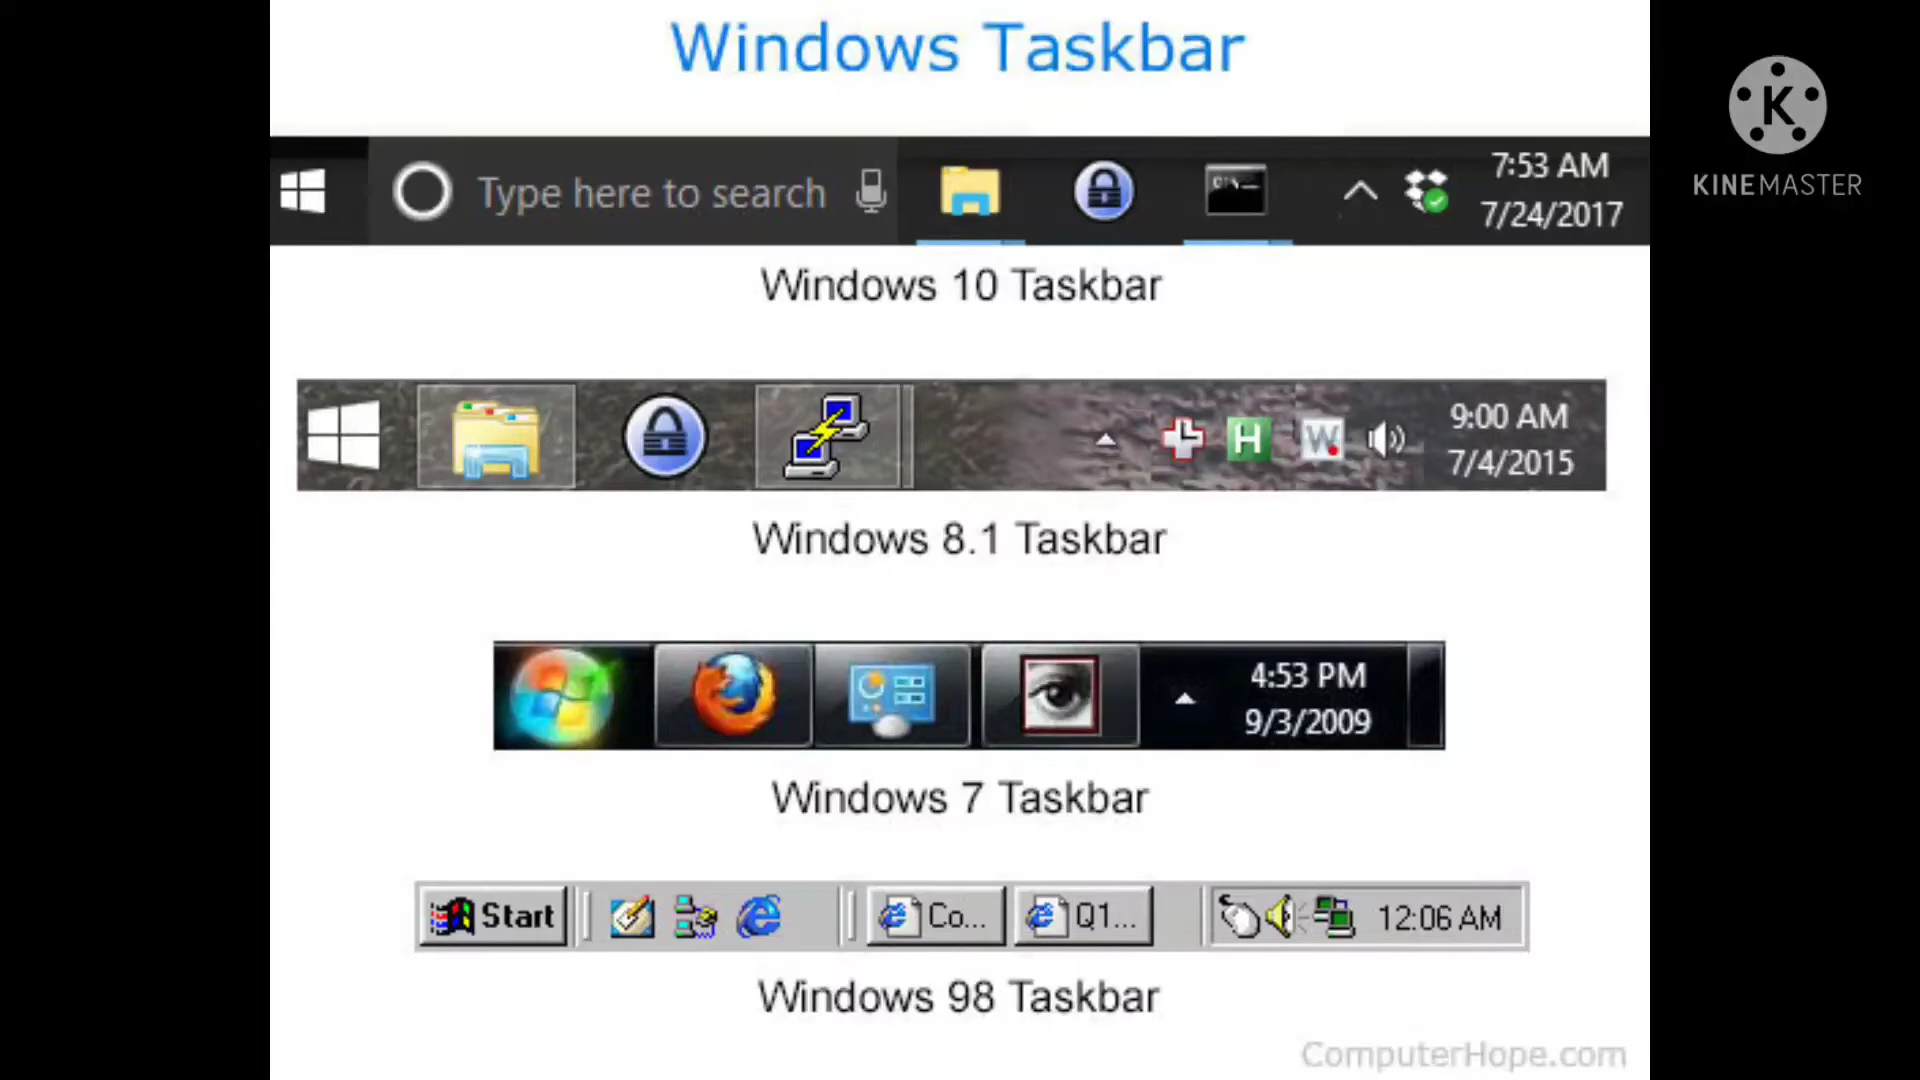 Windows Taskbar
K
KINEMASTER
Type here to search
C:\
7:53 AM
7/24/2017
Windows 10 Taskbar
H
W
9:00 AM
7/4/2015
Windows 8.1 Taskbar
4:53 PM
9/3/2009
Windows 7 Taskbar
Start
Co...
Q1...
12:06 AM
Windows 98 Taskbar
ComputerHope.com